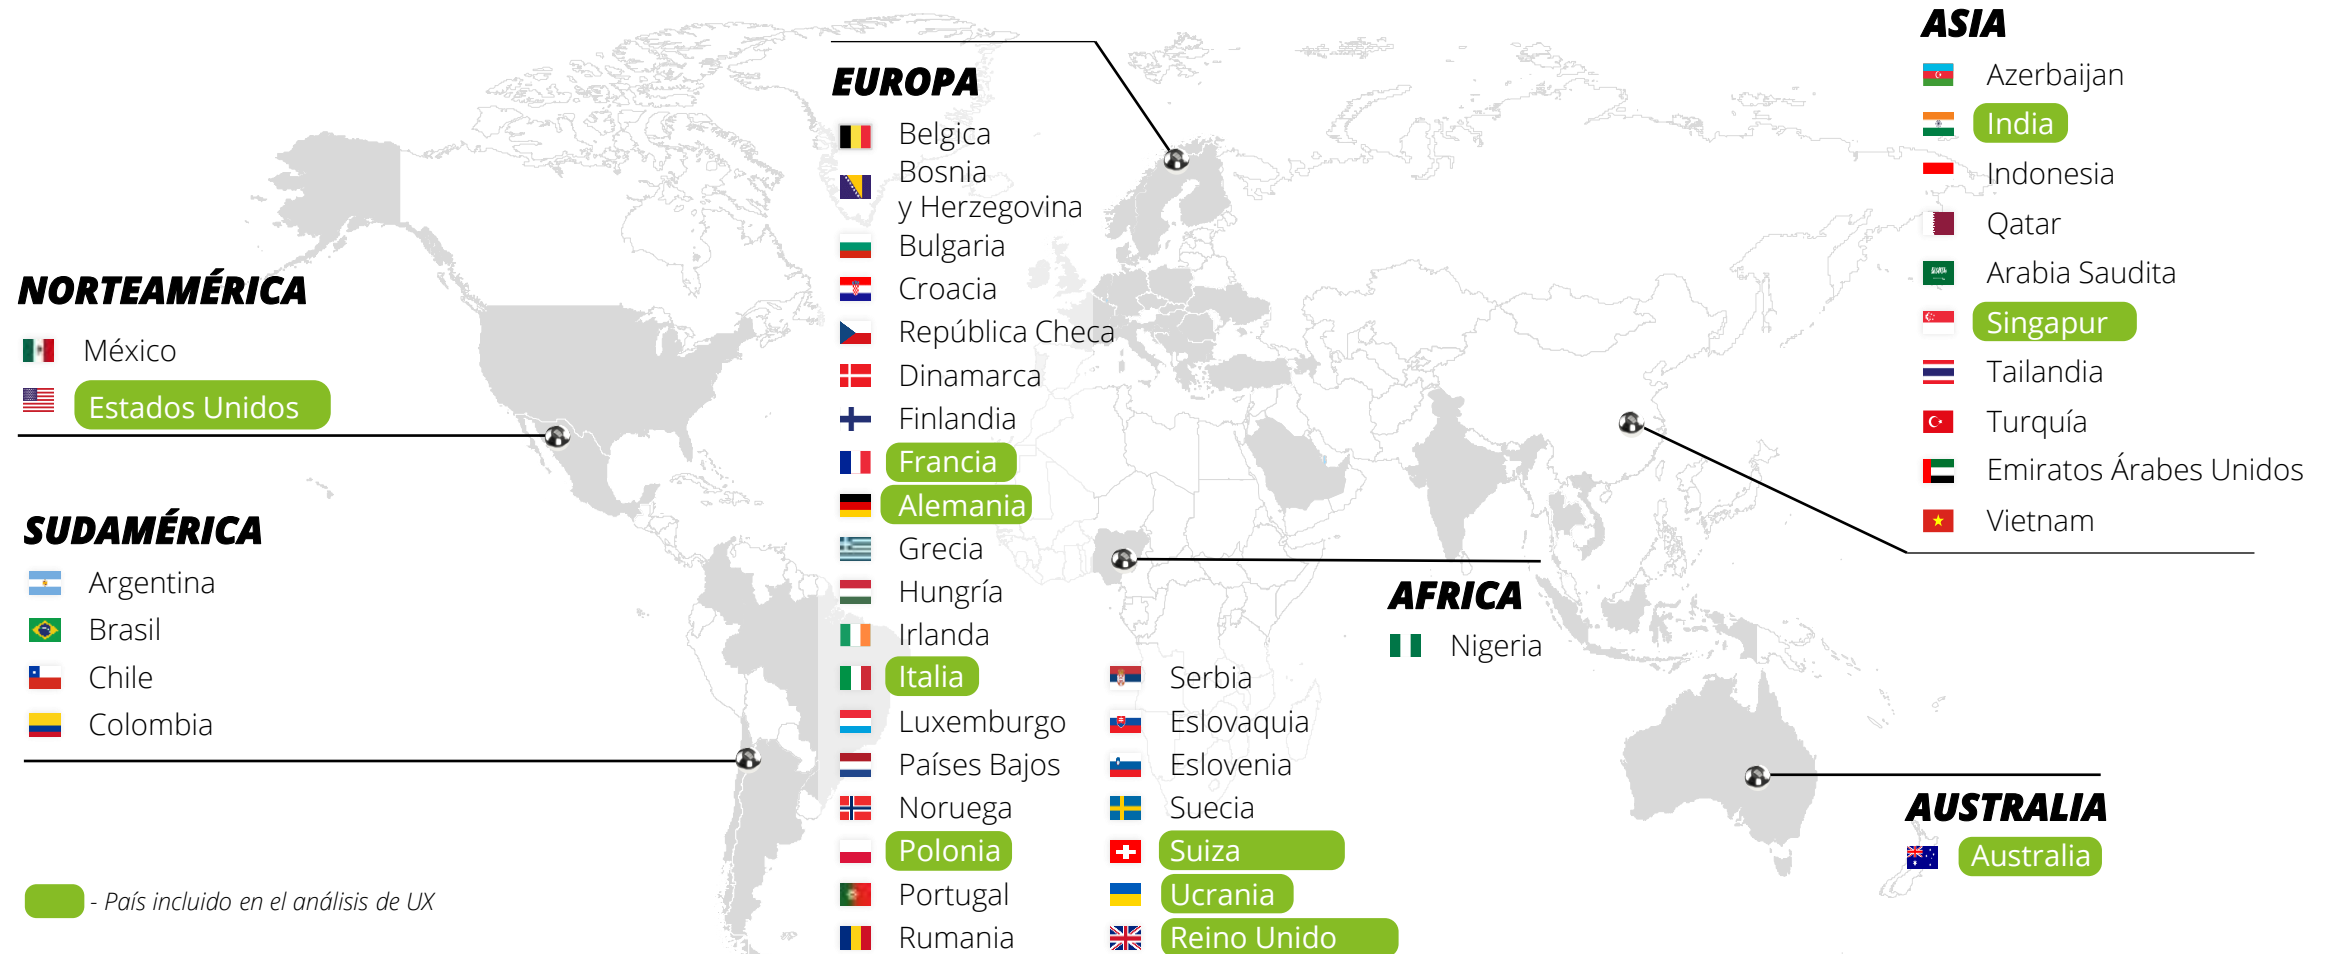 NORTEAMÉRICA
México
Estados Unidos
SUDAMÉRICA
Argentina
Brasil
Chile
Colombia
- País incluido en el análisis de UX
EUROPA
Belgica
Bosnia
y Herzegovina
Bulgaria
Croacia
República Checa
Dinamarca
Finlandia
Francia
Alemania
Grecia
Hungría
Irlanda
Italia
Luxemburgo
Países Bajos
Noruega
Polonia
Portugal
Rumania
Serbia
Eslovaquia
Eslovenia
Suecia
Suiza
Ucrania
Reino Unido
AFRICA
Nigeria
ASIA
Azerbaijan
India
Indonesia
Qatar
Arabia Saudita
Singapur
Tailandia
Turquía
Emiratos Árabes Unidos
Vietnam
AUSTRALIA
Australia